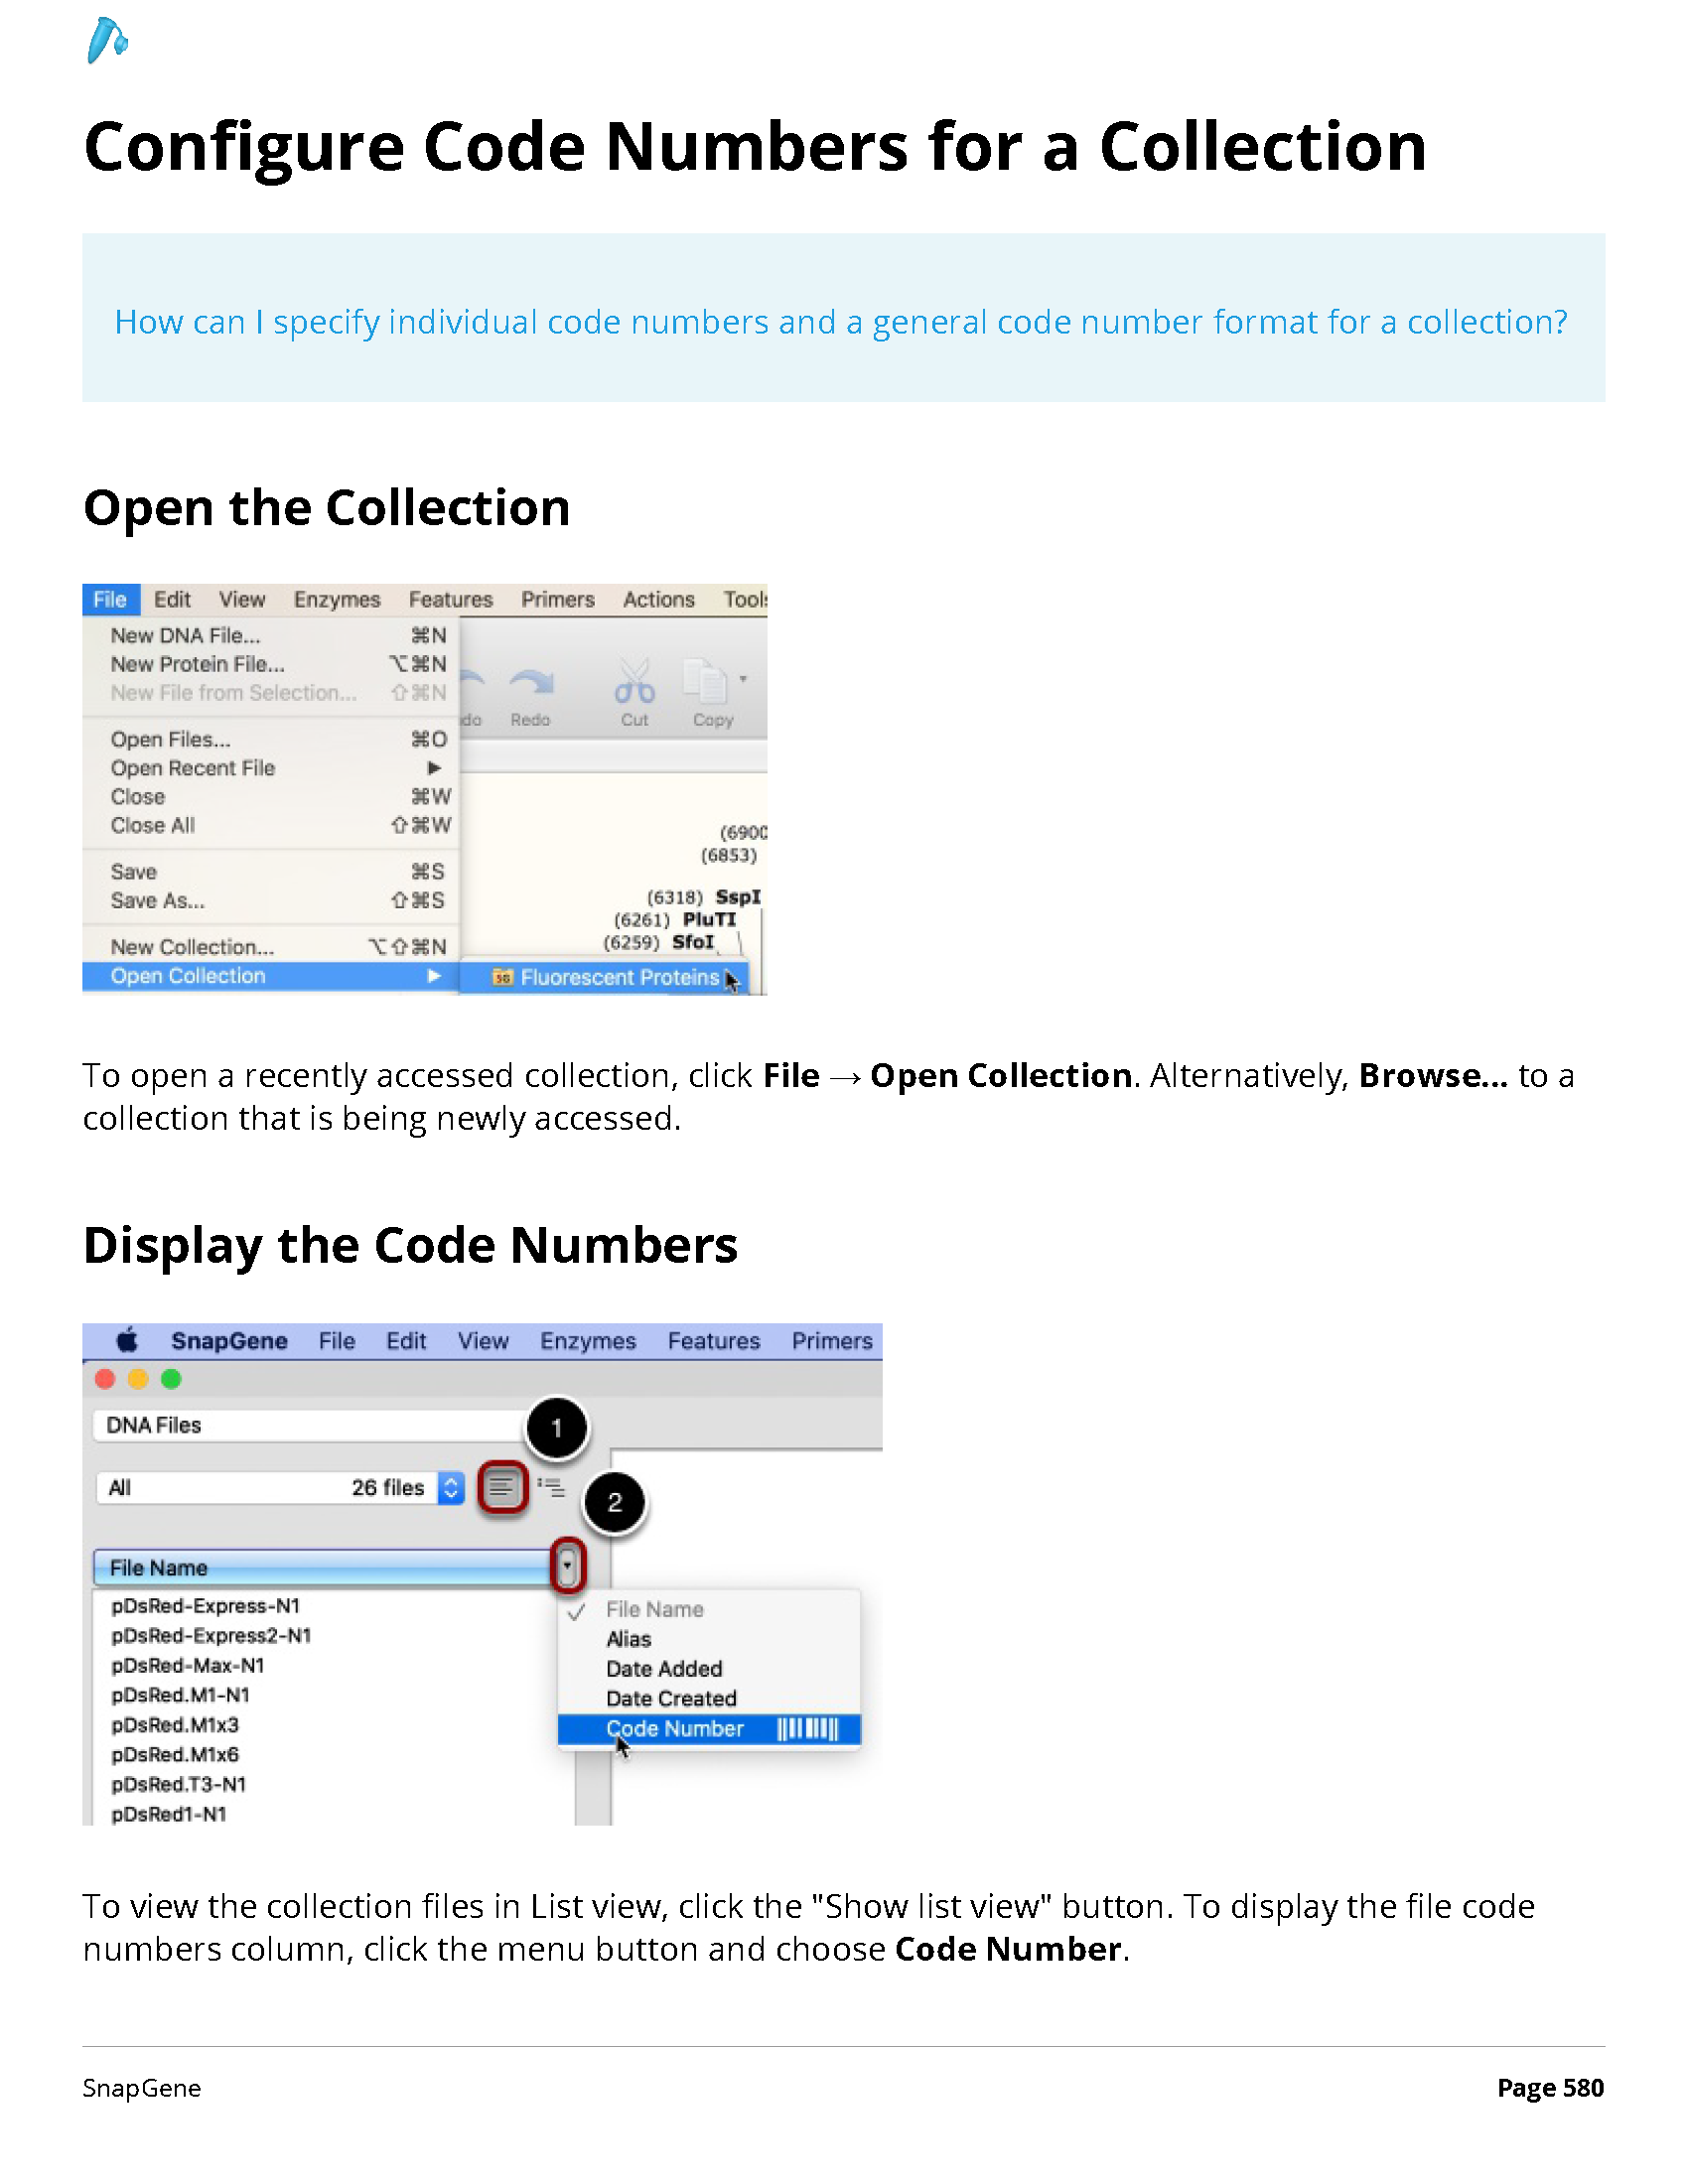 Configure Code Numbers for a Collection
How can I specify individual code numbers and a general code number format for a collection?
Open the Collection
File Edit View Enzymes Features Primers Actions Tools
New DNA File... ⌘N
New Protein File... ⌥⌘N
New File from Selection... ⇧⌘N
do Redo Cut Copy
Open Files... ⌘O
Open Recent File ▶
Close ⌘W
Close All ⇧⌘W
(6900
(6853)
Save ⌘S
Save As... ⇧⌘S
(6318) SspI
(6261) PluTI
(6259) SfoI
New Collection... ⌥⇧⌘N
Open Collection ▶ Fluorescent Proteins
To open a recently accessed collection, click File → Open Collection. Alternatively, Browse... to a
collection that is being newly accessed.
Display the Code Numbers
SnapGene File Edit View Enzymes Features Primers
DNA Files
1
All 26 files
2
File Name
pDsRed-Express-N1
pDsRed-Express2-N1
pDsRed-Max-N1
pDsRed.M1-N1
pDsRed.M1x3
pDsRed.M1x6
pDsRed.T3-N1
pDsRed1-N1
✓ File Name
Alias
Date Added
Date Created
Code Number
To view the collection files in List view, click the "Show list view" button. To display the file code
numbers column, click the menu button and choose Code Number.
SnapGene Page 580